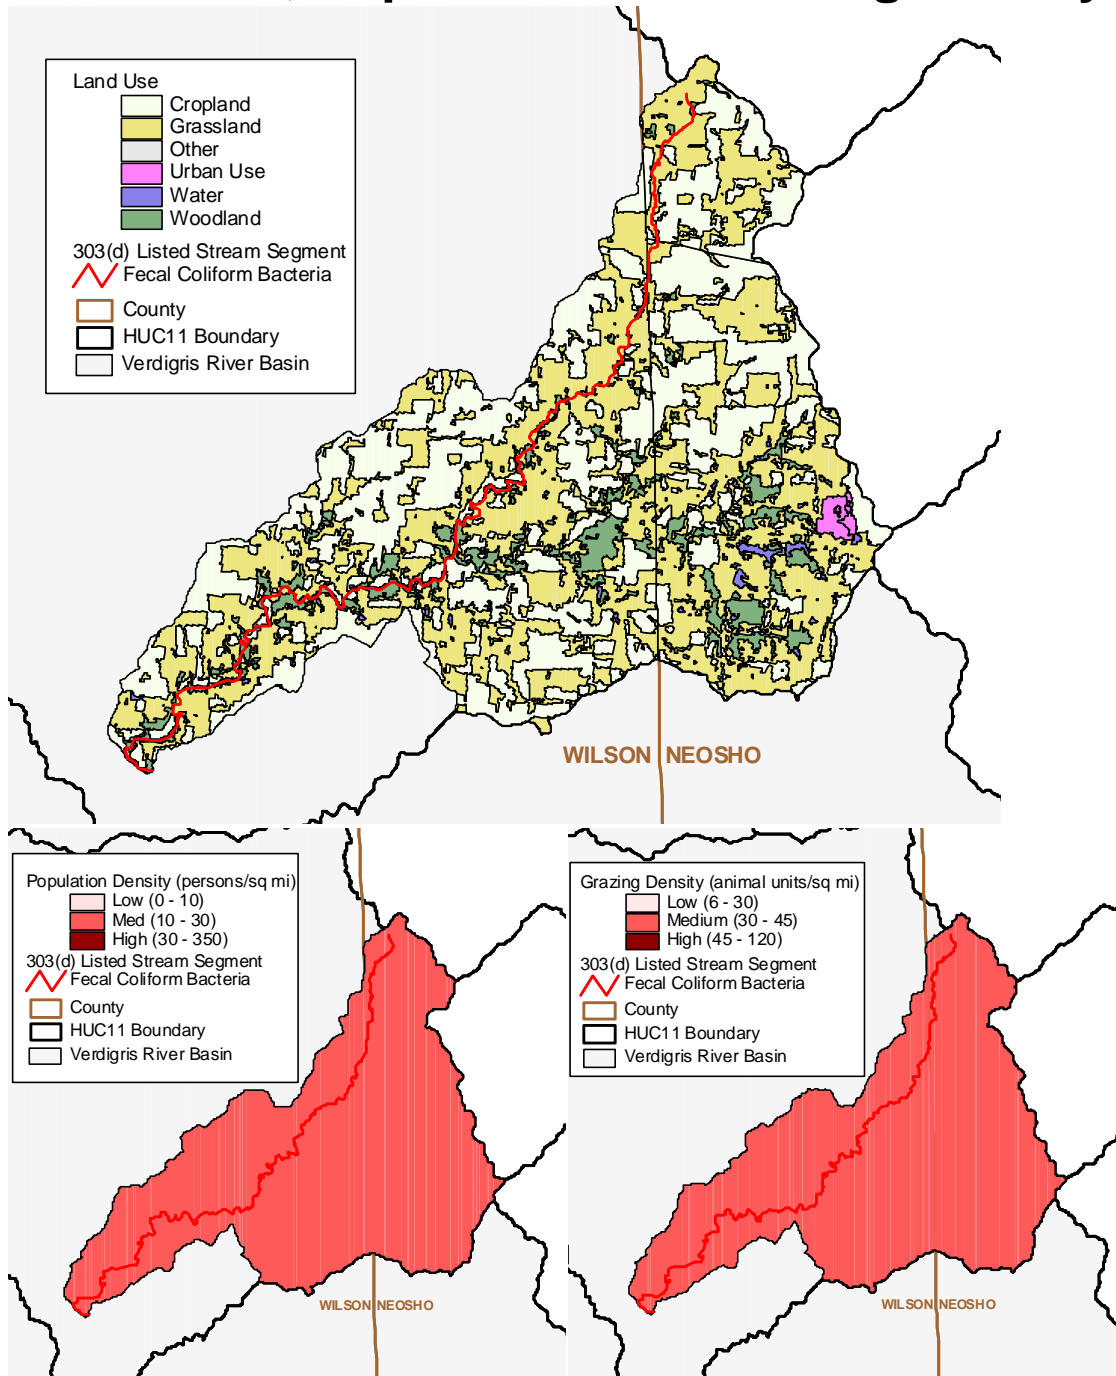 Land Use
Cropland
Grassland
Other
Urban Use
Water
Woodland
303(d) Listed Stream Segment
Fecal Coliform Bacteria
County
HUC11 Boundary
Verdigris River Basin
WILSON NEOSHO
Population Density (persons/sq mi)
Low (0 - 10)
Med (10 - 30)
High (30 - 350)
303(d) Listed Stream Segment
Fecal Coliform Bacteria
County
HUC11 Boundary
Verdigris River Basin
WILSON NEOSHO
Grazing Density (animal units/sq mi)
Low (6 - 30)
Medium (30 - 45)
High (45 - 120)
303(d) Listed Stream Segment
Fecal Coliform Bacteria
County
HUC11 Boundary
Verdigris River Basin
WILSON NEOSHO